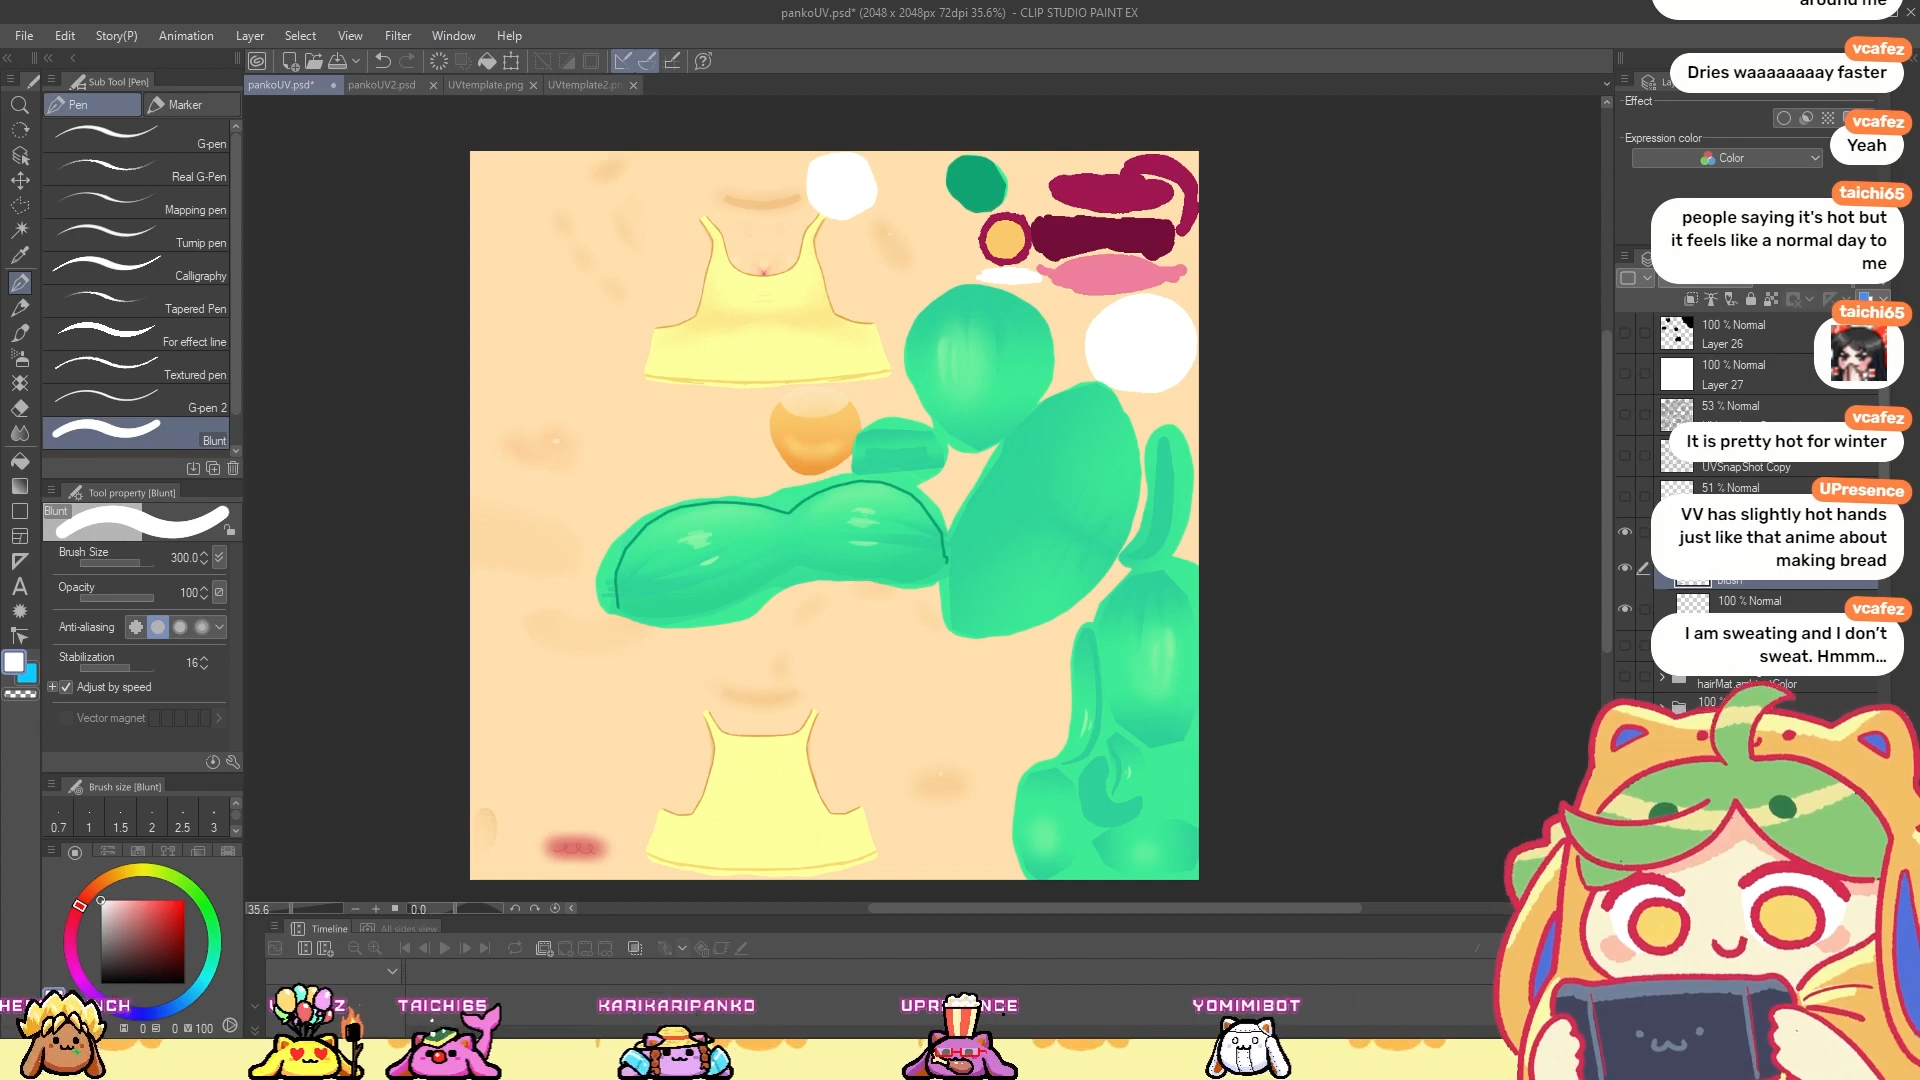 pankoUV.psd* (2048 x 2048px 72dpi 35.6%) - CLIP STUDIO PAINT EX
File Edit Story(P) Animation Layer Select View Filter Window Help
Sub Tool [Pen]
Pen
Marker
G-pen
Real G-Pen
Mapping pen
Turnip pen
Calligraphy
Tapered Pen
For effect line
Textured pen
G-pen 2
Blunt
Tool property [Blunt]
Blunt
Brush Size 300.0
Opacity 100
Anti-aliasing
Stabilization 16
Adjust by speed
Vector magnet
Brush size [Blunt]
0.7 1 1.5 2 2.5 3
0 0 100
pankoUV.psd* pankoUV2.psd UVtemplate.png
35.6 0.0
Timeline All sides view
Effect
Expression color
Color
100 % Normal
Layer 26
100 % Normal
Layer 27
53 % Normal
UVSnapShot Copy
51 % Normal
100 % Normal
around me
vcafez
Dries waaaaaaaay faster
vcafez
Yeah
taichi65
people saying it's hot but
it feels like a normal day to
me
taichi65
vcafez
It is pretty hot for winter
UPresence
VV has slightly hot hands
just like that anime about
making bread
vcafez
I am sweating and I don't
sweat. Hmmm...
TAICHI65
KARIKARIPANKO
YOMIMIBOT